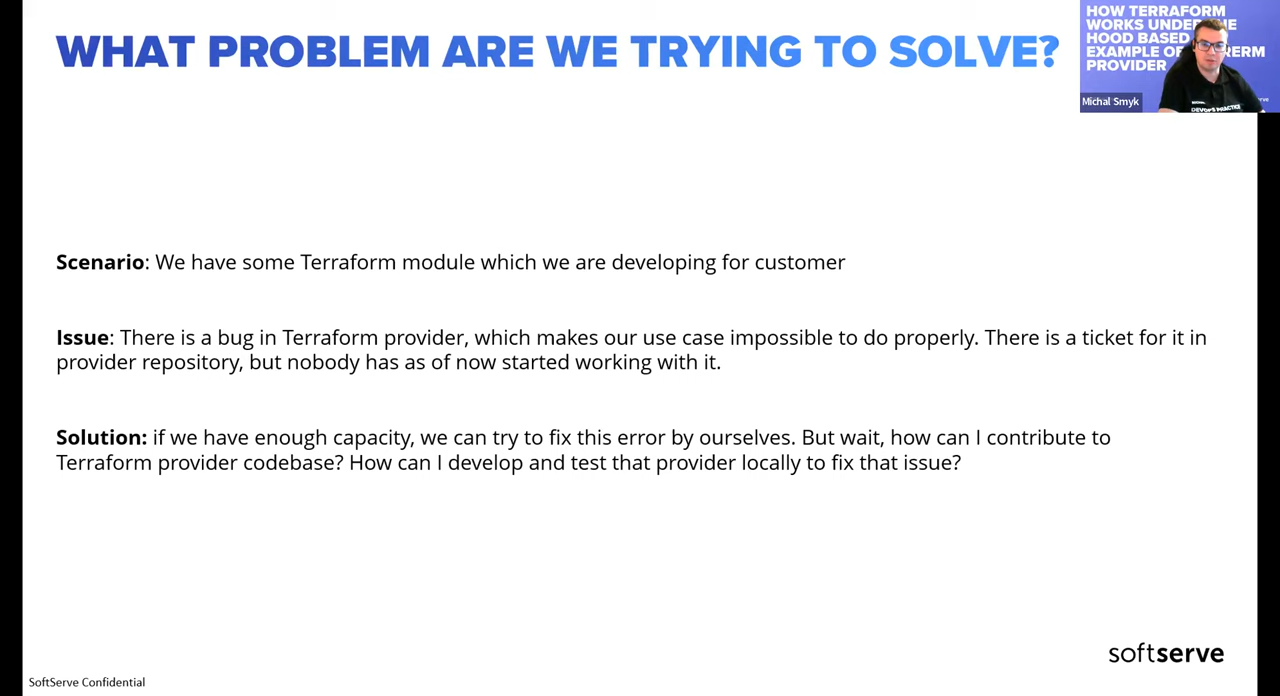 WHAT PROBLEM ARE WE TRYING TO SOLVE?
HOW TERRAFORM
WORKS UNDER
HOOD BASED
EXAMPLE OF
PROVIDER
Michal Smyk
DEVOPS PRACTICE
Scenario: We have some Terraform module which we are developing for customer
Issue: There is a bug in Terraform provider, which makes our use case impossible to do properly. There is a ticket for it in
provider repository, but nobody has as of now started working with it.
Solution: if we have enough capacity, we can try to fix this error by ourselves. But wait, how can I contribute to
Terraform provider codebase? How can I develop and test that provider locally to fix that issue?
softserve
SoftServe Confidential